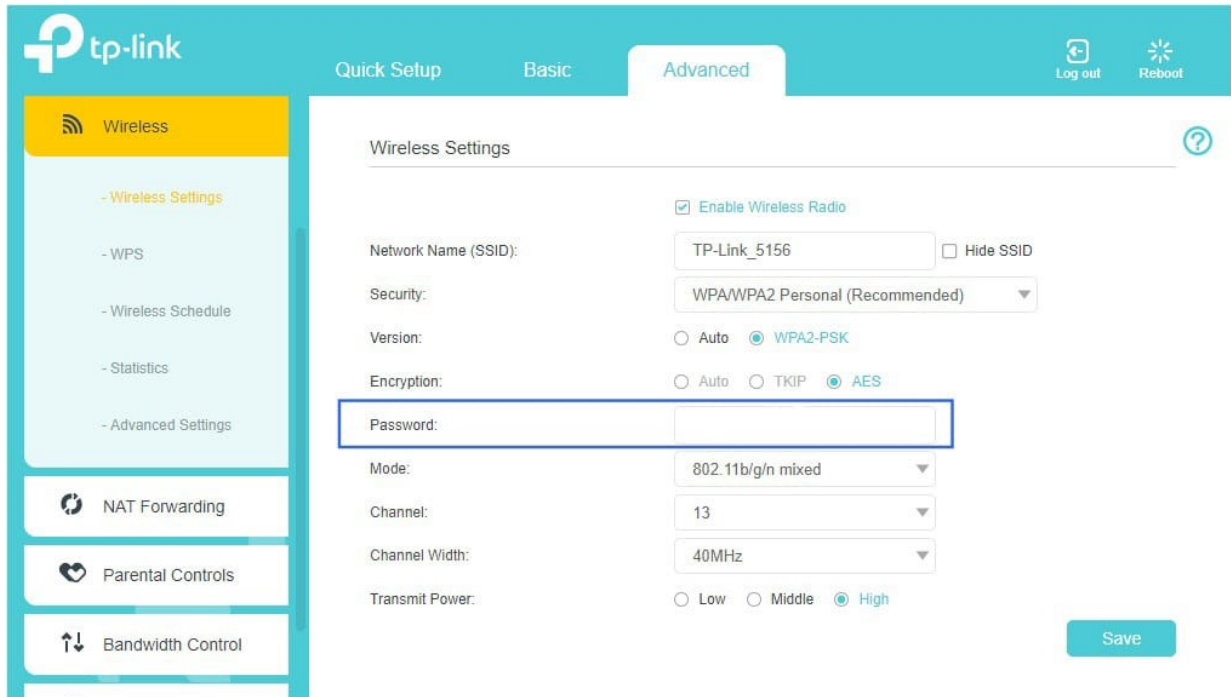 tp-link
Quick Setup Basic Advanced Log out Reboot
Wireless
- Wireless Settings
- WPS
- Wireless Schedule
- Statistics
- Advanced Settings
NAT Forwarding
Parental Controls
Bandwidth Control
Wireless Settings
?
Enable Wireless Radio
Network Name (SSID): TP-Link_5156 Hide SSID
Security: WPA/WPA2 Personal (Recommended)
Version: Auto WPA2-PSK
Encryption: Auto TKIP AES
Password:
Mode: 802.11b/g/n mixed
Channel: 13
Channel Width: 40MHz
Transmit Power: Low Middle High
Save